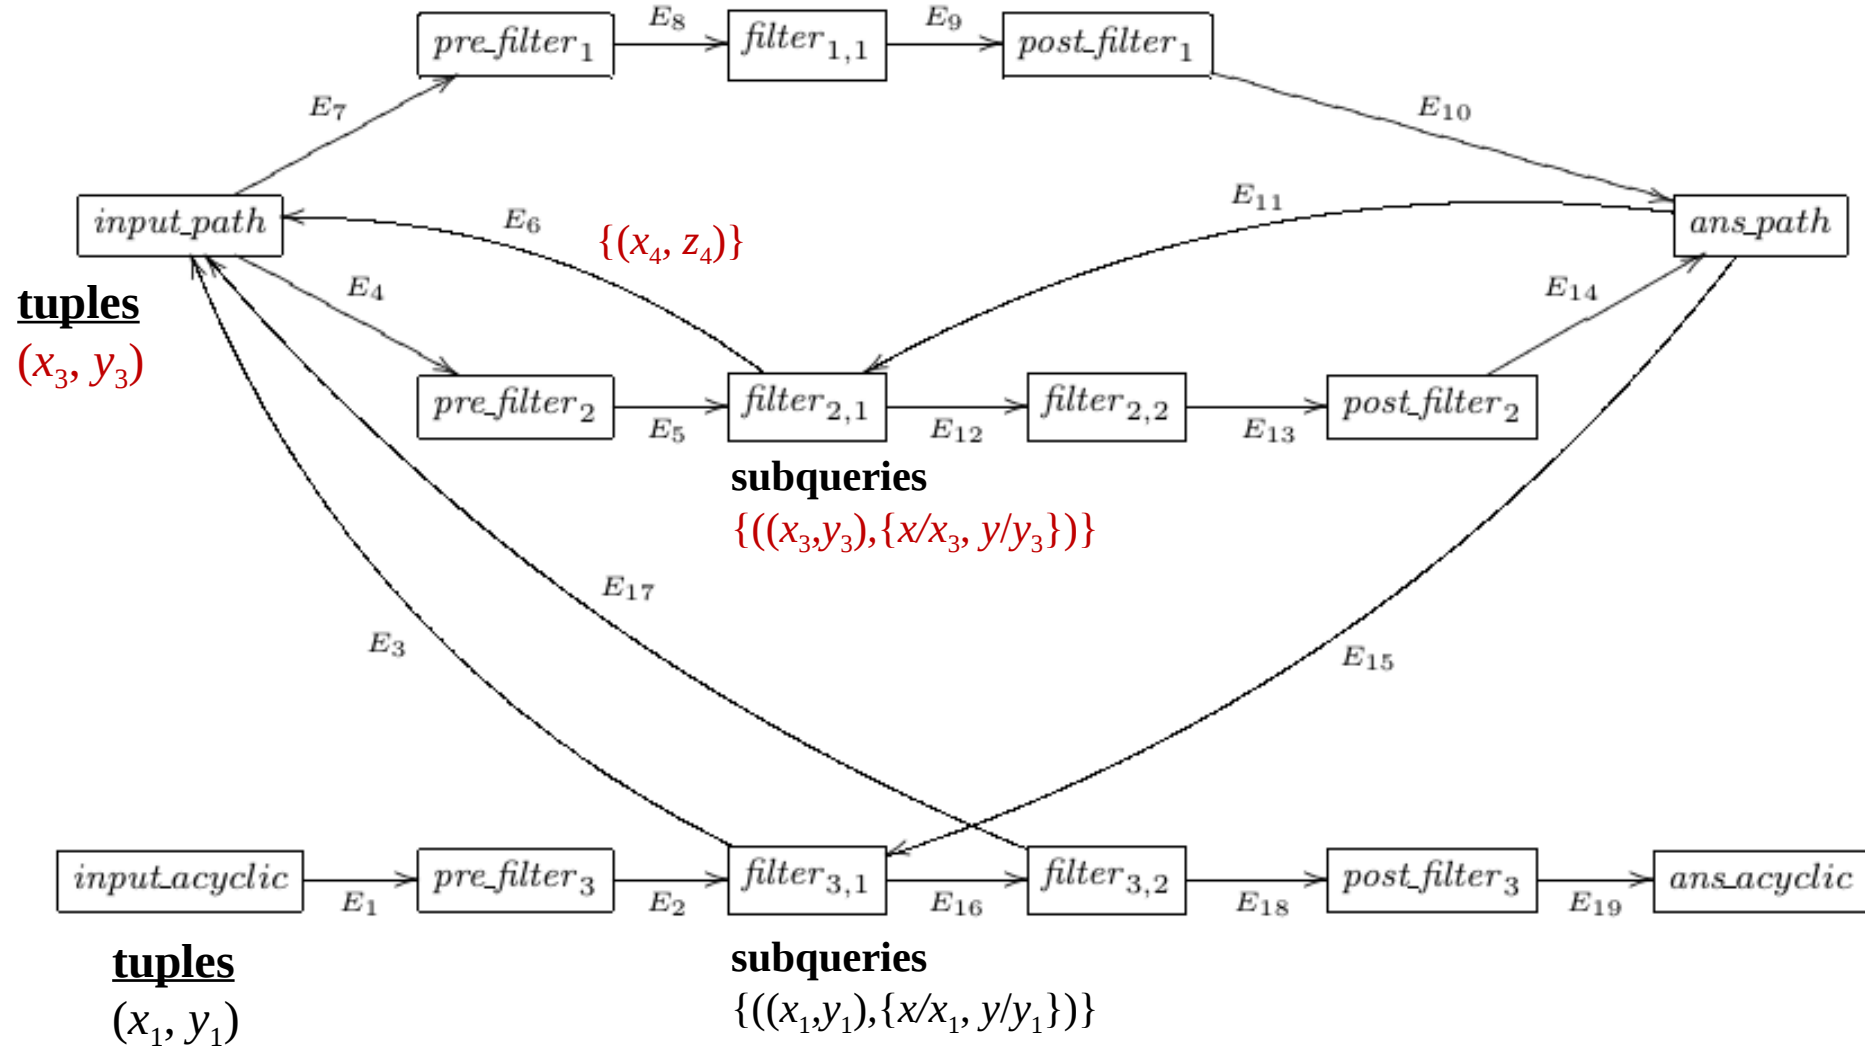 E₈ E₉
pre_filter₁ filter₁,₁ post_filter₁
E₇ E₁₀
E₁₁
input_path E₆ {(x₄, z₄)} ans_path
E₄ E₁₄
tuples
(x₃, y₃)
pre_filter₂ filter₂,₁ filter₂,₂ post_filter₂
E₅ E₁₂ E₁₃
subqueries
{((x₃,y₃),{x/x₃, y/y₃})}
E₁₇
E₃ E₁₅
input_acyclic pre_filter₃ filter₃,₁ filter₃,₂ post_filter₃ ans_acyclic
E₁ E₂ E₁₆ E₁₈ E₁₹
tuples subqueries
(x₁, y₁) {((x₁,y₁),{x/x₁, y/y₁})}